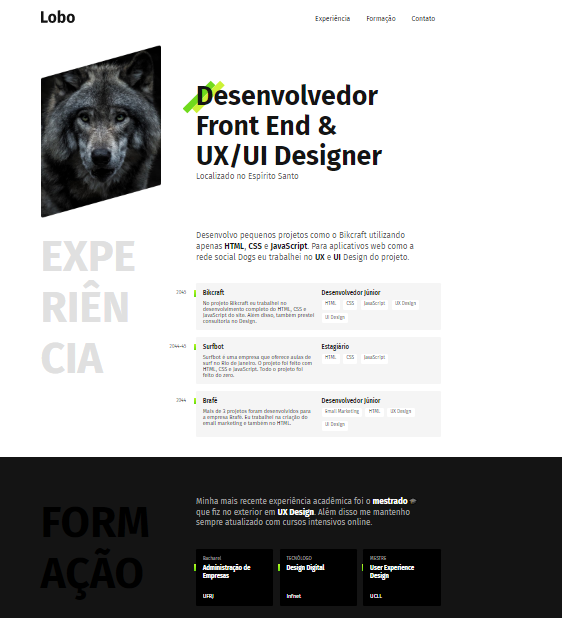 Lobo
Experiência Formação Contato
Desenvolvedor
Front End &
UX/UI Designer
Localizado no Espírito Santo
EXPE
RIÊN
CIA
Desenvolvo pequenos projetos como o Bikcraft utilizando
apenas HTML, CSS e JavaScript. Para aplicativos web como a
rede social Dogs eu trabalhei no UX e UI Design do projeto.
Bikcraft
No projeto Bikcraft eu trabalhei no
desenvolvimento completo do HTML, CSS e
JavaScript do site. Além disso, também prestei
consultoria no Design.
Desenvolvedor Júnior
HTML CSS JavaScript UX Design
UI Design
Surfbot
Surfbot é uma empresa que oferece aulas de
surf no Rio de Janeiro. O projeto foi feito com
HTML, CSS e JavaScript. Todo o projeto foi
feito do zero.
Estagiário
HTML CSS JavaScript
2044
Brafé
Mais de 3 projetos foram desenvolvidos para
a empresa Brafé. Eu trabalhei na criação do
email marketing e também no HTML.
Desenvolvedor Júnior
Email Marketing HTML UX Design
UI Design
FORM
AÇÃO
Minha mais recente experiência acadêmica foi o mestrado
que fiz no exterior em UX Design. Além disso me mantenho
sempre atualizado com cursos intensivos online.
Bacharel
Administração de
Empresas
UFRJ
TECNÓLOGO
Design Digital
Infnet
MESTRE
User Experience
Design
UCLL